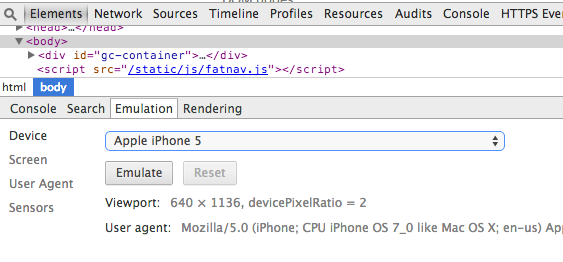 Elements Network Sources Timeline Profiles Resources Audits Console HTTPS Ever
<head>…</head>
▼<body>
▶<div id="gc-container">…</div>
<script src="/static/js/fatnav.js"></script>
html body
Console Search Emulation Rendering
Device Apple iPhone 5
Screen
Emulate Reset
User Agent
Viewport: 640 × 1136, devicePixelRatio = 2
Sensors
User agent: Mozilla/5.0 (iPhone; CPU iPhone OS 7_0 like Mac OS X; en-us) App